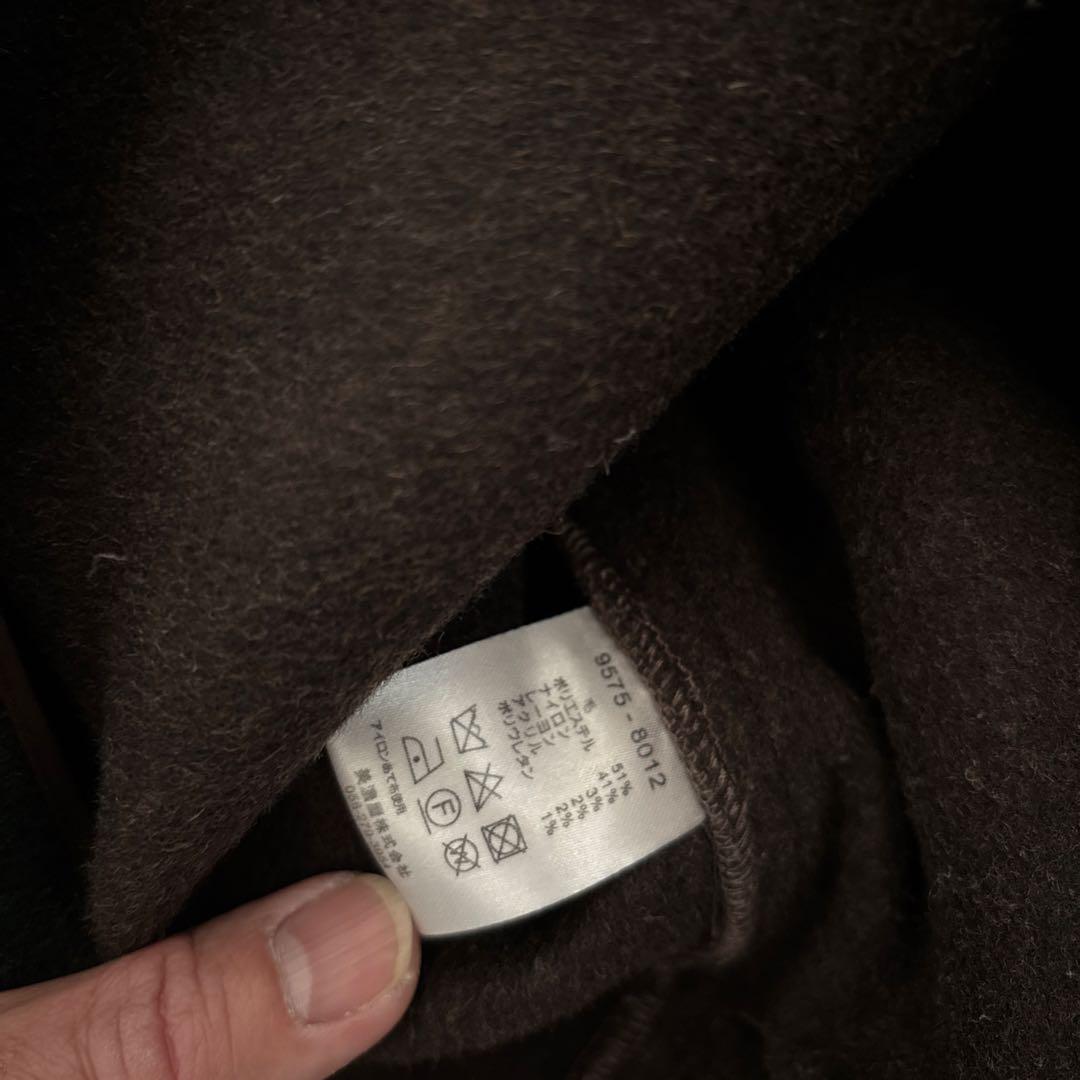 9575-8012
毛 51%
ポリエステル 41%
ナイロン 3%
レーヨン 2%
アクリル 2%
ポリウレタン 1%
F W
アイロンあて布使用
美濃屋株式会社